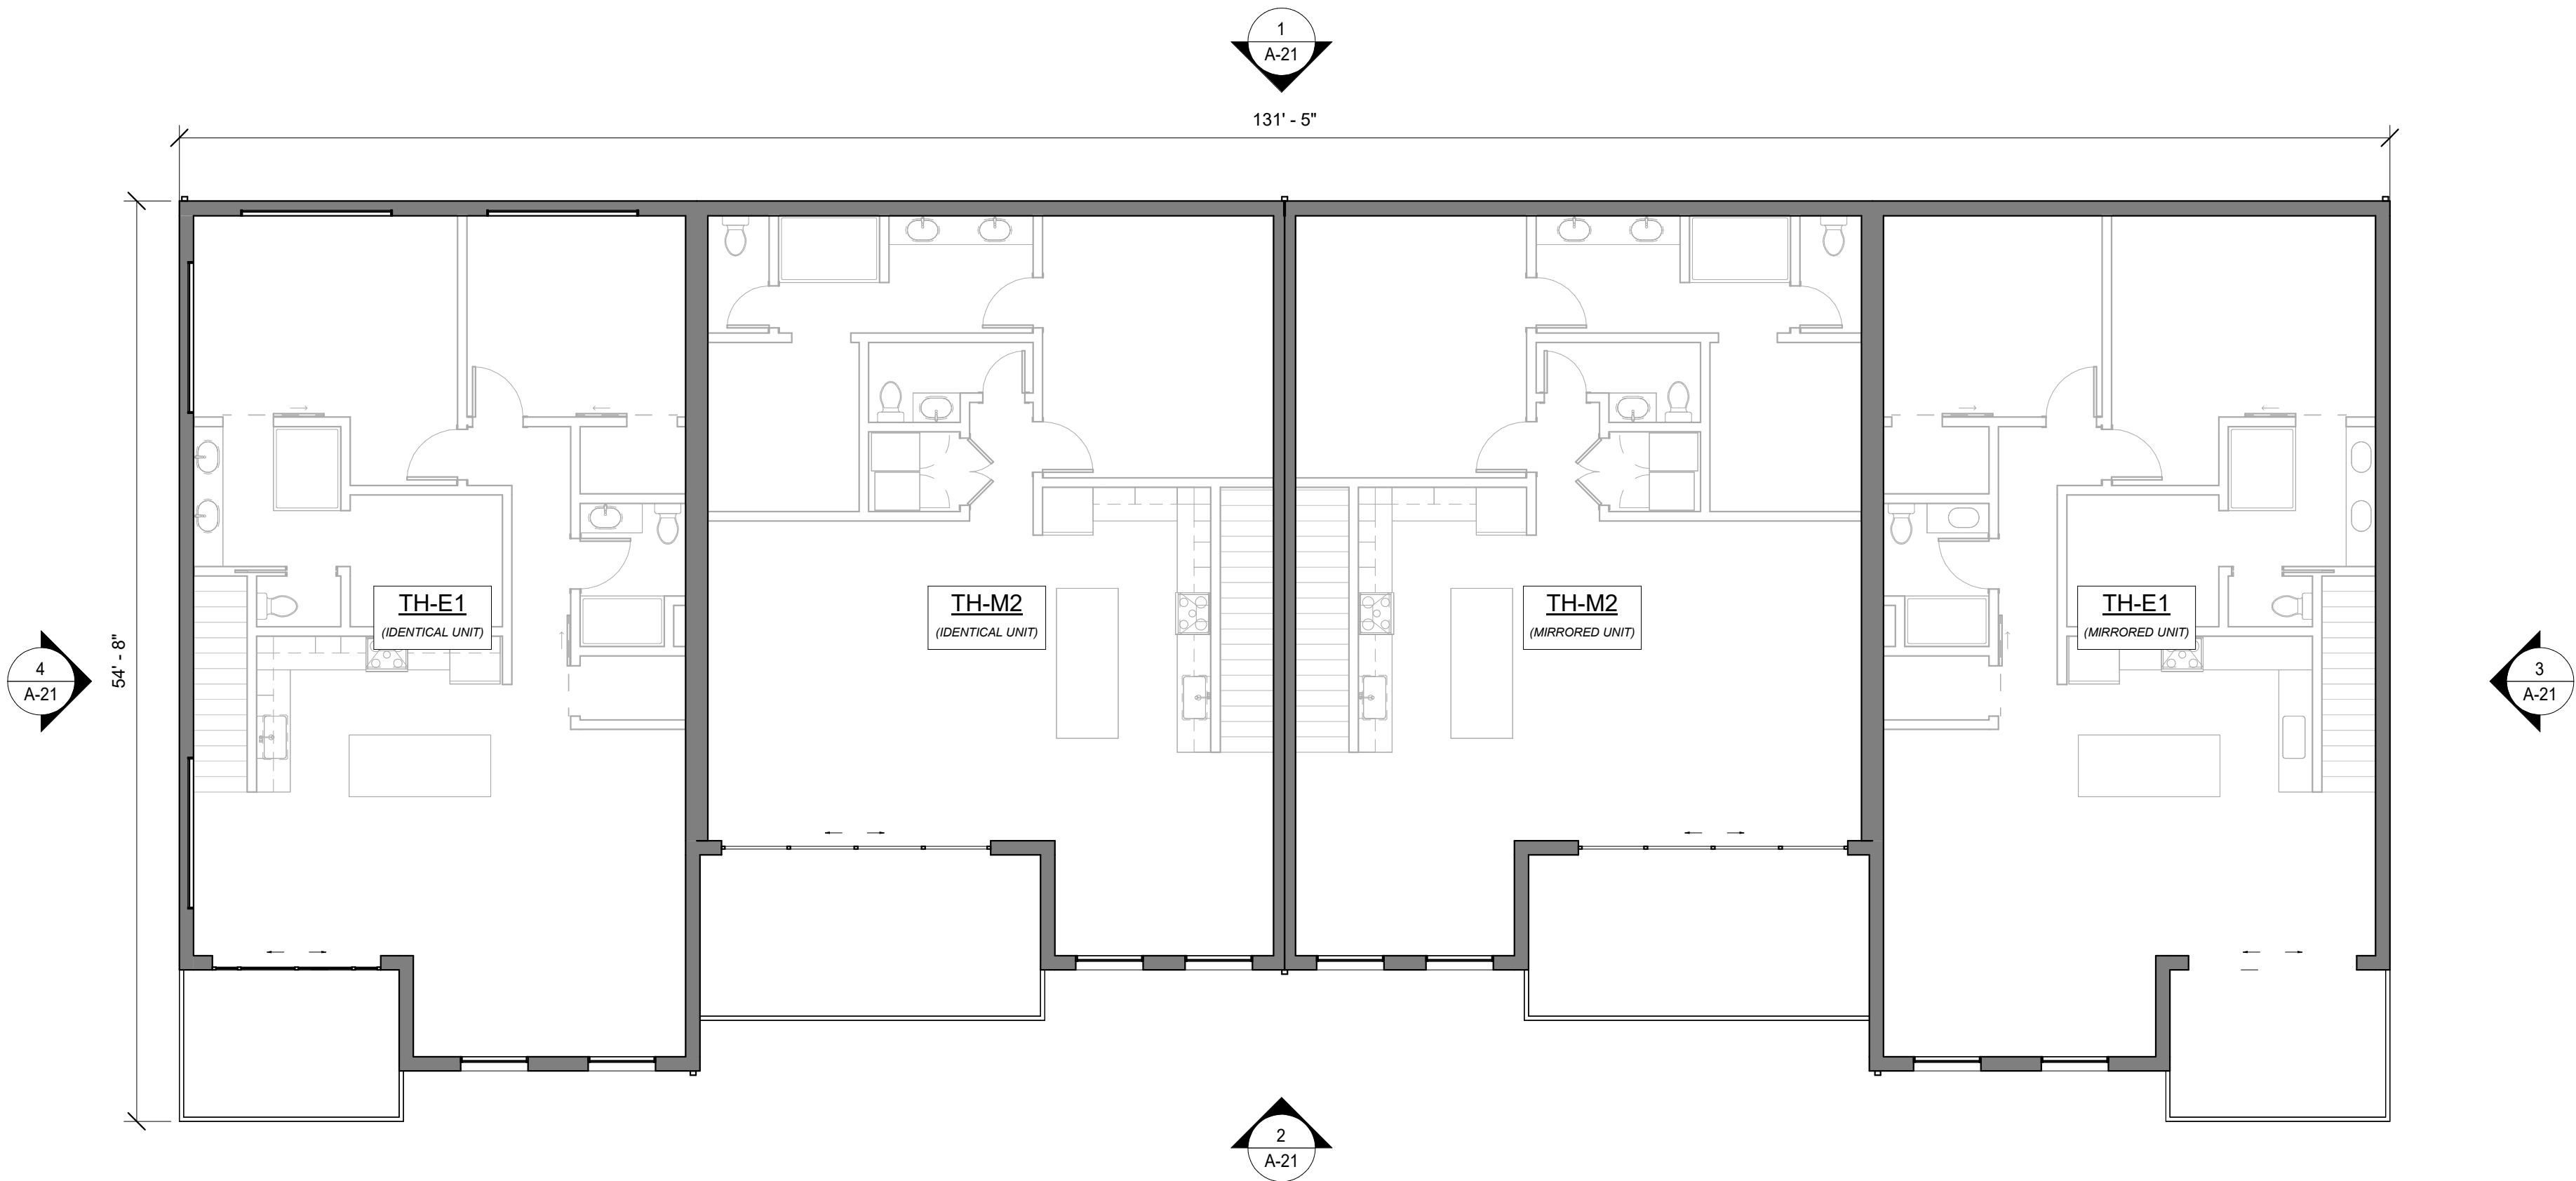 1
A-21
131' - 5"
TH-E1
(IDENTICAL UNIT)
TH-M2
(IDENTICAL UNIT)
TH-M2
(MIRRORED UNIT)
TH-E1
(MIRRORED UNIT)
4
A-21
54' - 8"
3
A-21
2
A-21